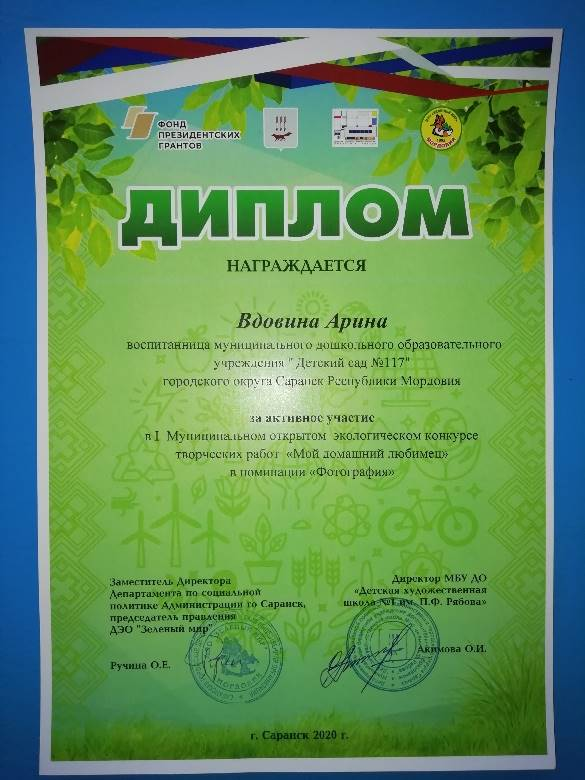 ФОНД
ПРЕЗИДЕНТСКИХ
ГРАНТОВ
ДИПЛОМ
НАГРАЖДАЕТСЯ
Вдовина Арина
воспитанница муниципального дошкольного образовательного
учреждения " Детский сад №117"
городского округа Саранск Республики Мордовия
за активное участие
в I Муниципальном открытом экологическом конкурсе
творческих работ «Мой домашний любимец»
в номинации «Фотография»
Заместитель Директора
Департамента по социальной
политике Администрации го Саранск,
председатель правления
ДЭО "Зеленый мир"
Ручина О.Е.
Директор МБУ ДО
«Детская художественная
школа №1 им. П.Ф. Рябова»
Акимова О.И.
г. Саранск 2020 г.